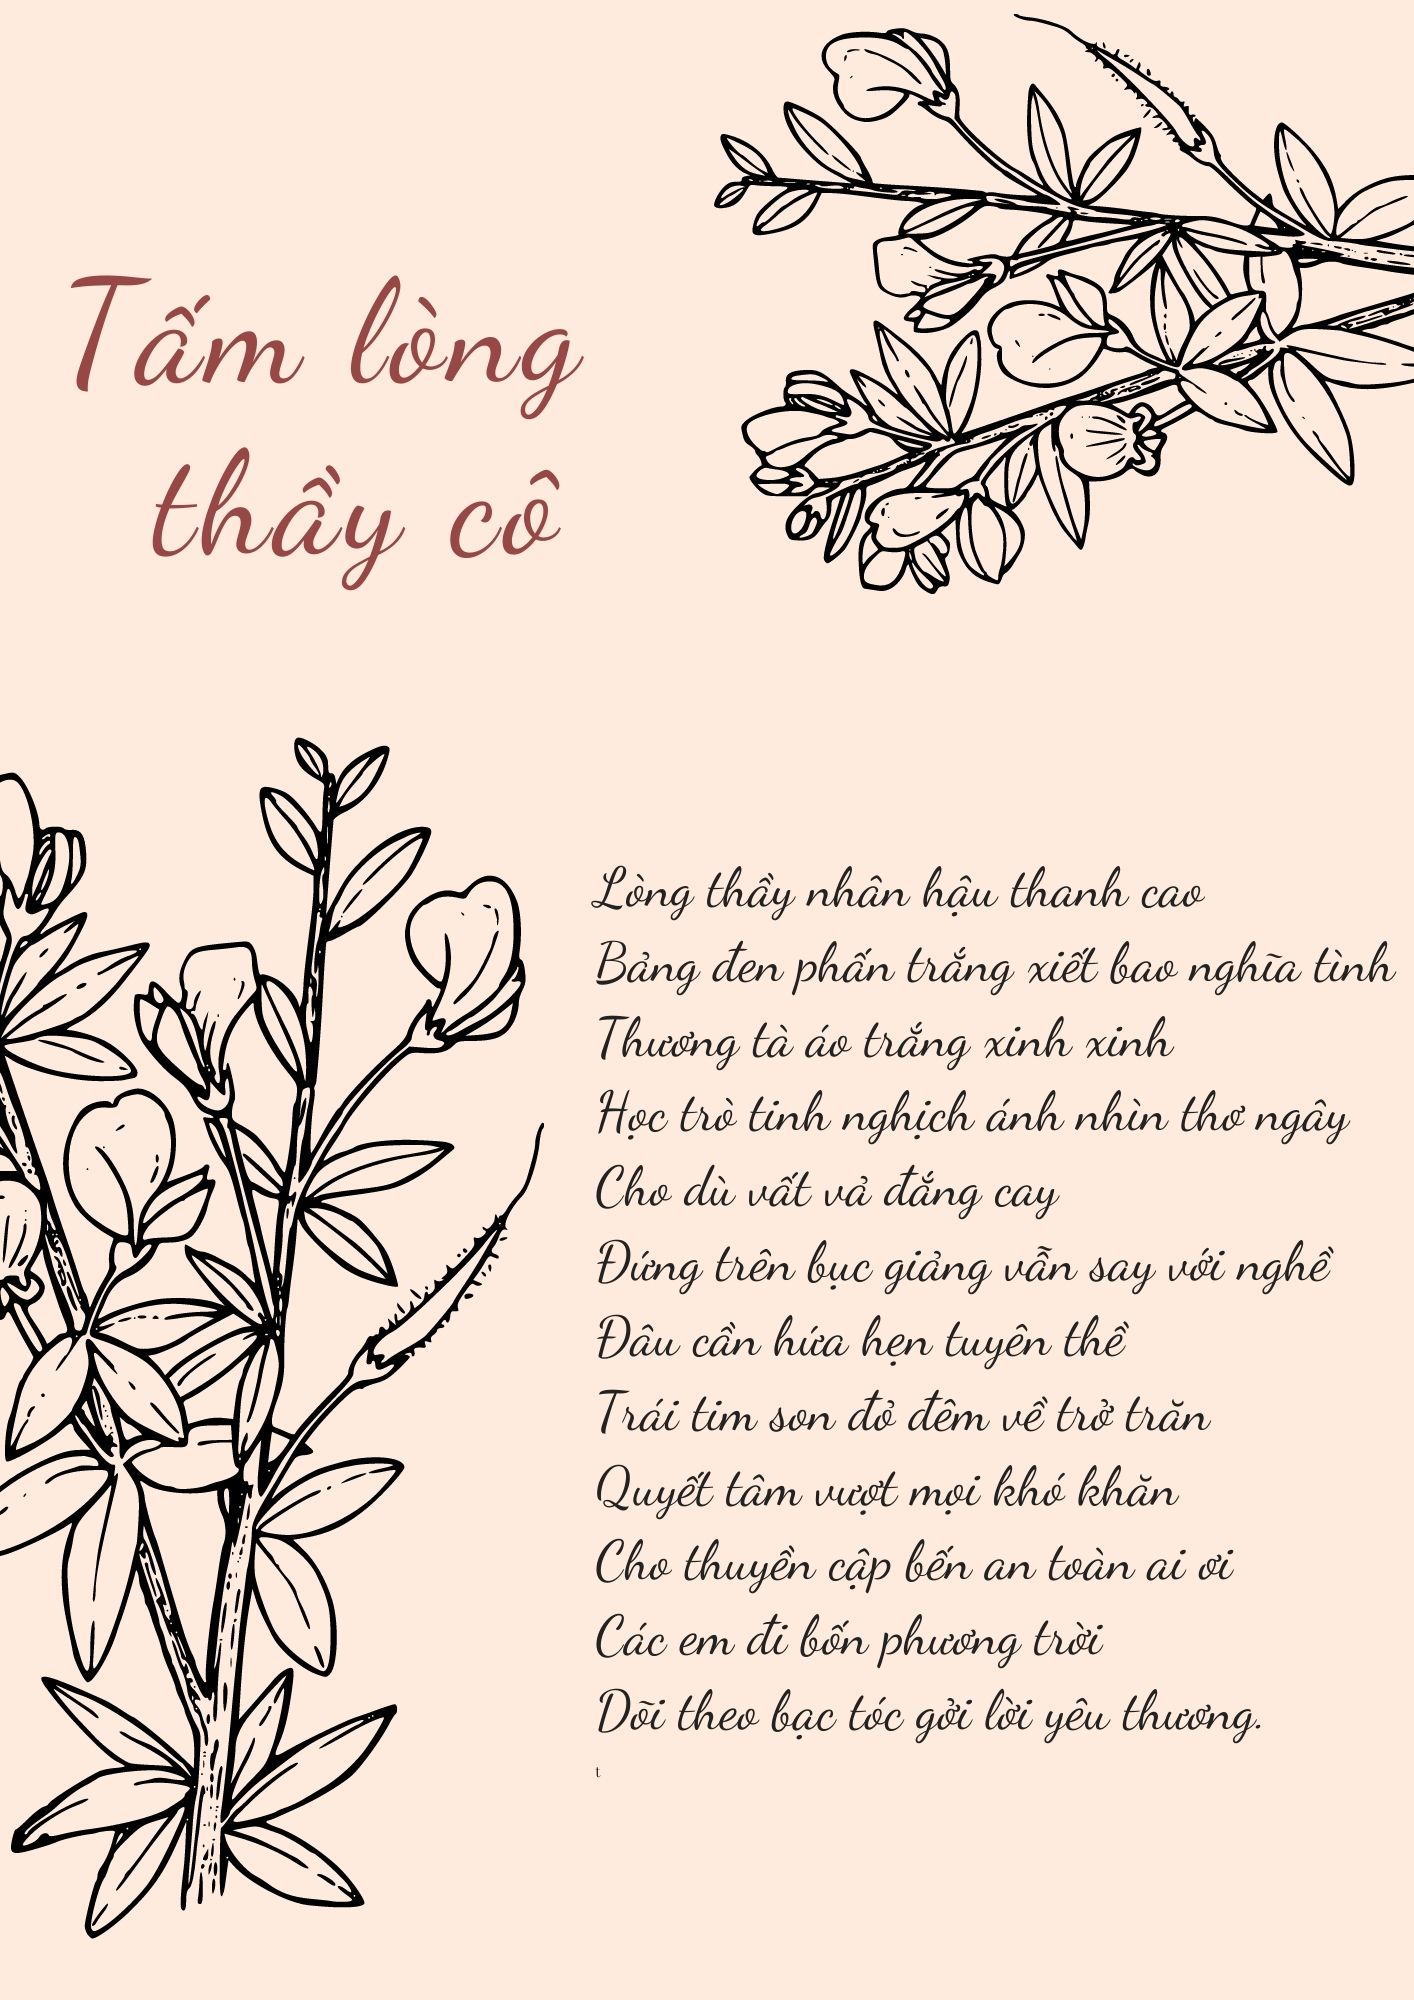 Tấm lòng
thầy cô
Lòng thầy nhân hậu thanh cao
Bảng đen phấn trắng xiết bao nghĩa tình
Thương tà áo trắng xinh xinh
Học trò tinh nghịch ánh nhìn thơ ngây
Cho dù vất vả đắng cay
Đứng trên bục giảng vẫn say với nghề
Đâu cần hứa hẹn tuyên thề
Trái tim son đỏ đêm về trở trăn
Quyết tâm vượt mọi khó khăn
Cho thuyền cập bến an toàn ai ơi
Các em đi bốn phương trời
Dõi theo bạc tóc gởi lời yêu thương.
t